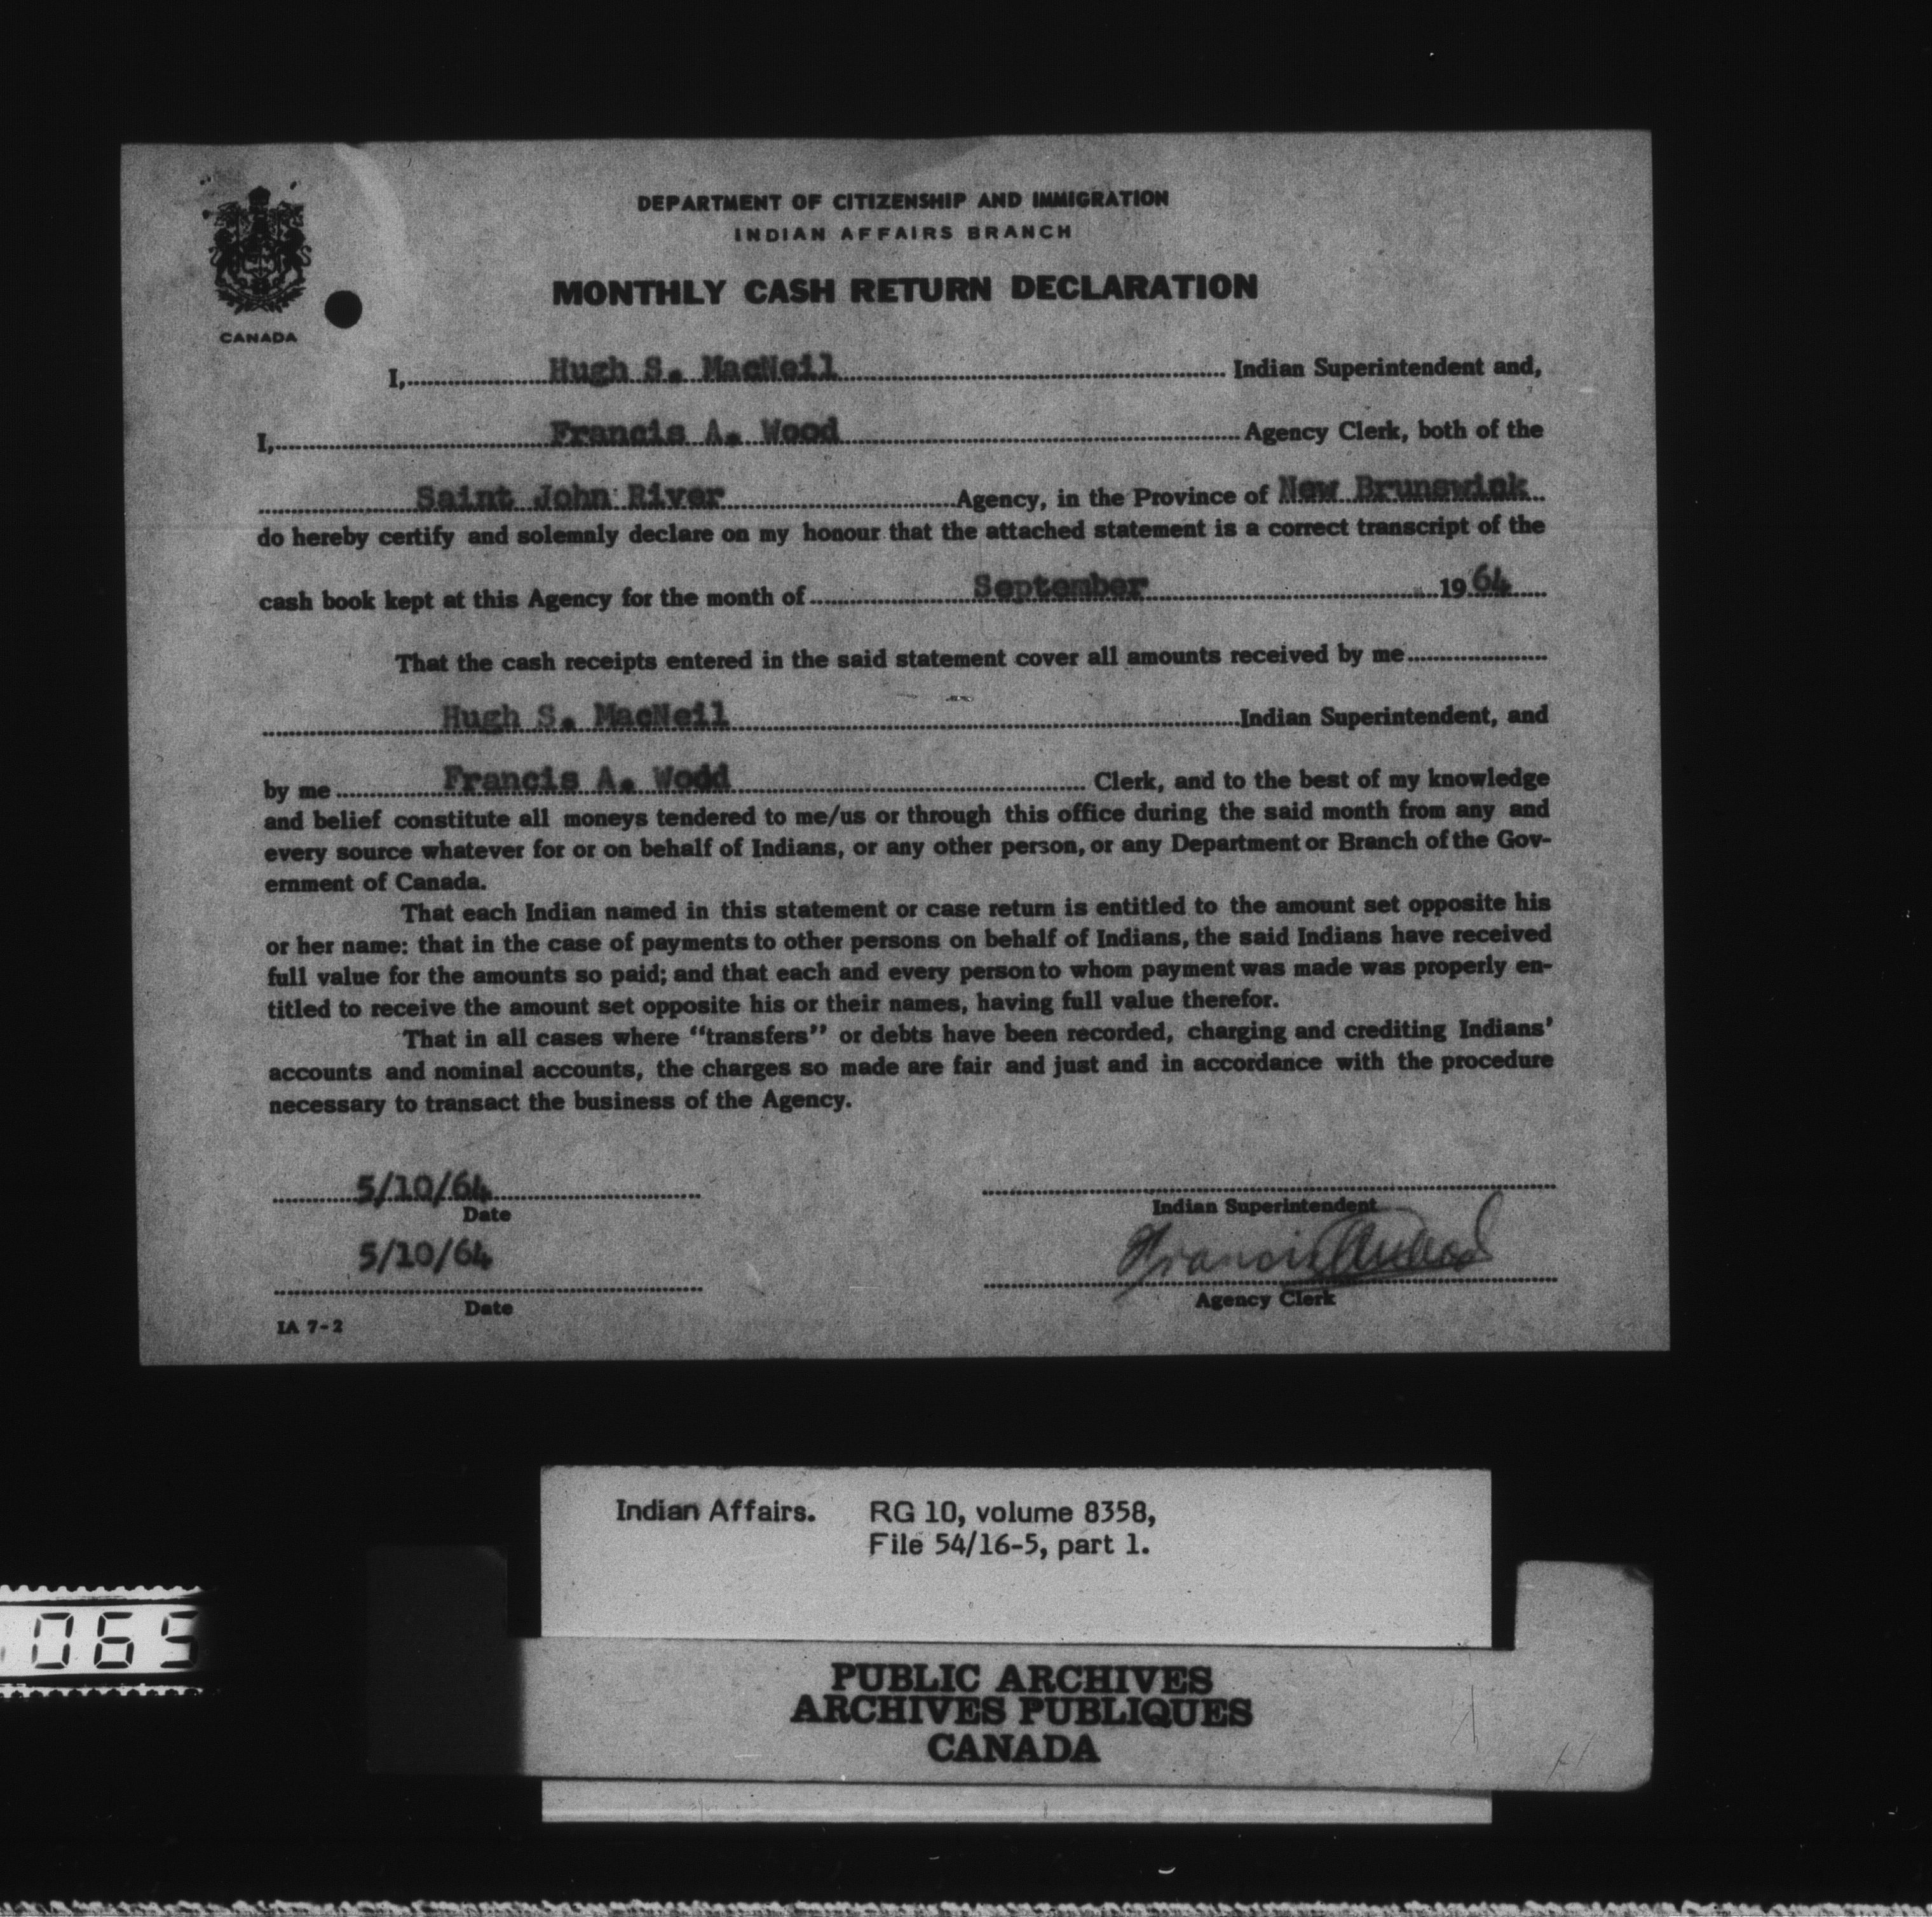 DEPARTMENT OF CITIZENSHIP AND IMMIGRATION
INDIAN AFFAIRS BRANCH
MONTHLY CASH RETURN DECLARATION
CANADA
I, Hugh S. MacNeil Indian Superintendent and,
I, Francis A. Wood Agency Clerk, both of the
Saint John River Agency, in the Province of New Brunswick
do hereby certify and solemnly declare on my honour that the attached statement is a correct transcript of the
cash book kept at this Agency for the month of September 1964
That the cash receipts entered in the said statement cover all amounts received by me
Hugh S. MacNeil Indian Superintendent, and
by me Francis A. Wodd Clerk, and to the best of my knowledge
and belief constitute all moneys tendered to me/us or through this office during the said month from any and
every source whatever for or on behalf of Indians, or any other person, or any Department or Branch of the Gov-
ernment of Canada.
That each Indian named in this statement or case return is entitled to the amount set opposite his
or her name: that in the case of payments to other persons on behalf of Indians, the said Indians have received
full value for the amounts so paid; and that each and every person to whom payment was made was properly en-
titled to receive the amount set opposite his or their names, having full value therefor.
That in all cases where "transfers" or debts have been recorded, charging and crediting Indians'
accounts and nominal accounts, the charges so made are fair and just and in accordance with the procedure
necessary to transact the business of the Agency.
5/10/64
Date
Indian Superintendent
5/10/64
Francis A Wood
Date
Agency Clerk
IA 7-2
Indian Affairs. RG 10, volume 8358,
File 54/16-5, part 1.
065
PUBLIC ARCHIVES
ARCHIVES PUBLIQUES
CANADA